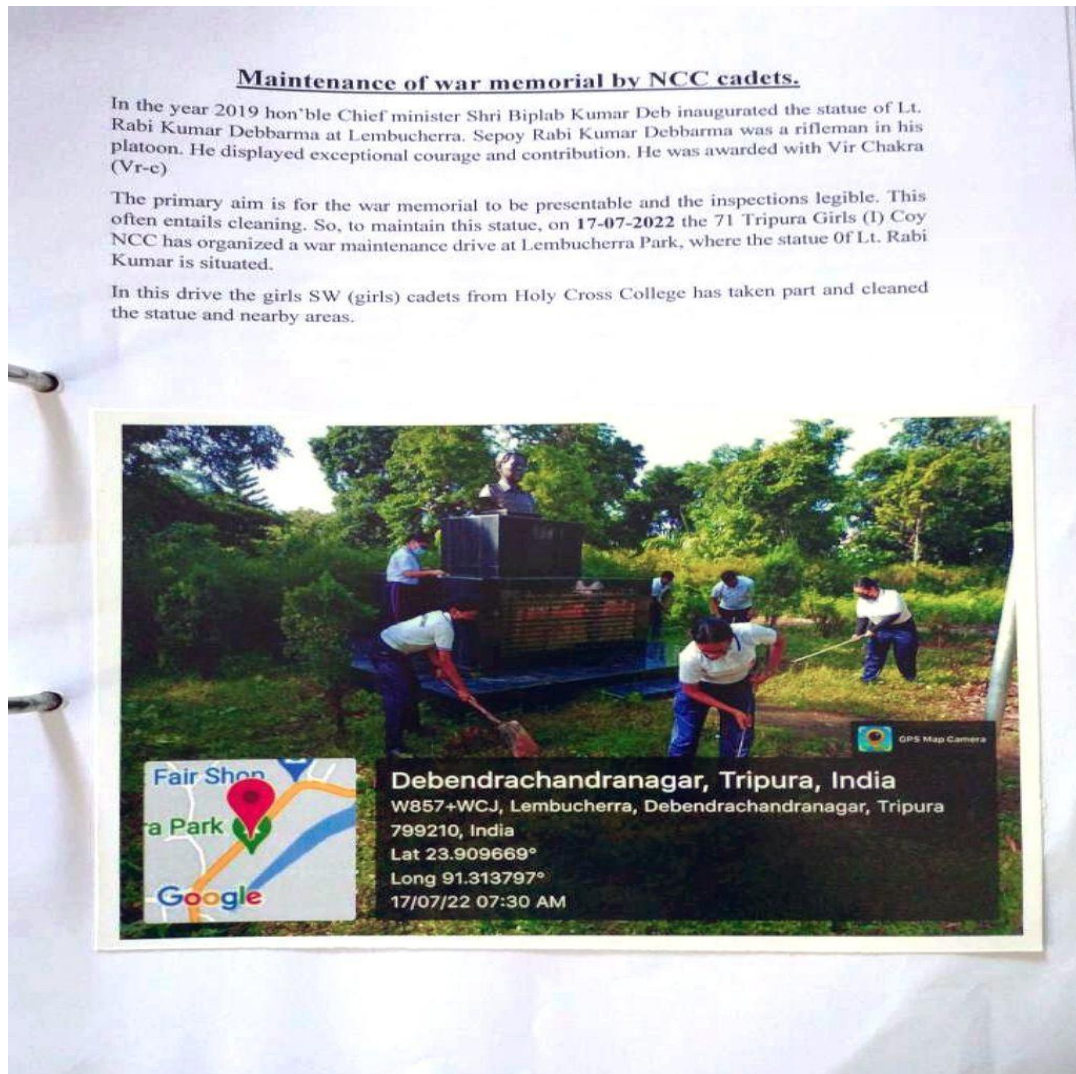 Maintenance of war memorial by NCC cadets.
In the year 2019 hon'ble Chief minister Shri Biplab Kumar Deb inaugurated the statue of Lt.
Rabi Kumar Debbarma at Lembucherra. Sepoy Rabi Kumar Debbarma was a rifleman in his
platoon. He displayed exceptional courage and contribution. He was awarded with Vir Chakra
(Vr-c)
The primary aim is for the war memorial to be presentable and the inspections legible. This
often entails cleaning. So, to maintain this statue, on 17-07-2022 the 71 Tripura Girls (I) Coy
NCC has organized a war maintenance drive at Lembucherra Park, where the statue 0f Lt. Rabi
Kumar is situated.
In this drive the girls SW (girls) cadets from Holy Cross College has taken part and cleaned
the statue and nearby areas.
GPS Map Camera
Fair Shop
a Park
Google
Debendrachandranagar, Tripura, India
W857+WCJ, Lembucherra, Debendrachandranagar, Tripura
799210, India
Lat 23.909669°
Long 91.313797°
17/07/22 07:30 AM